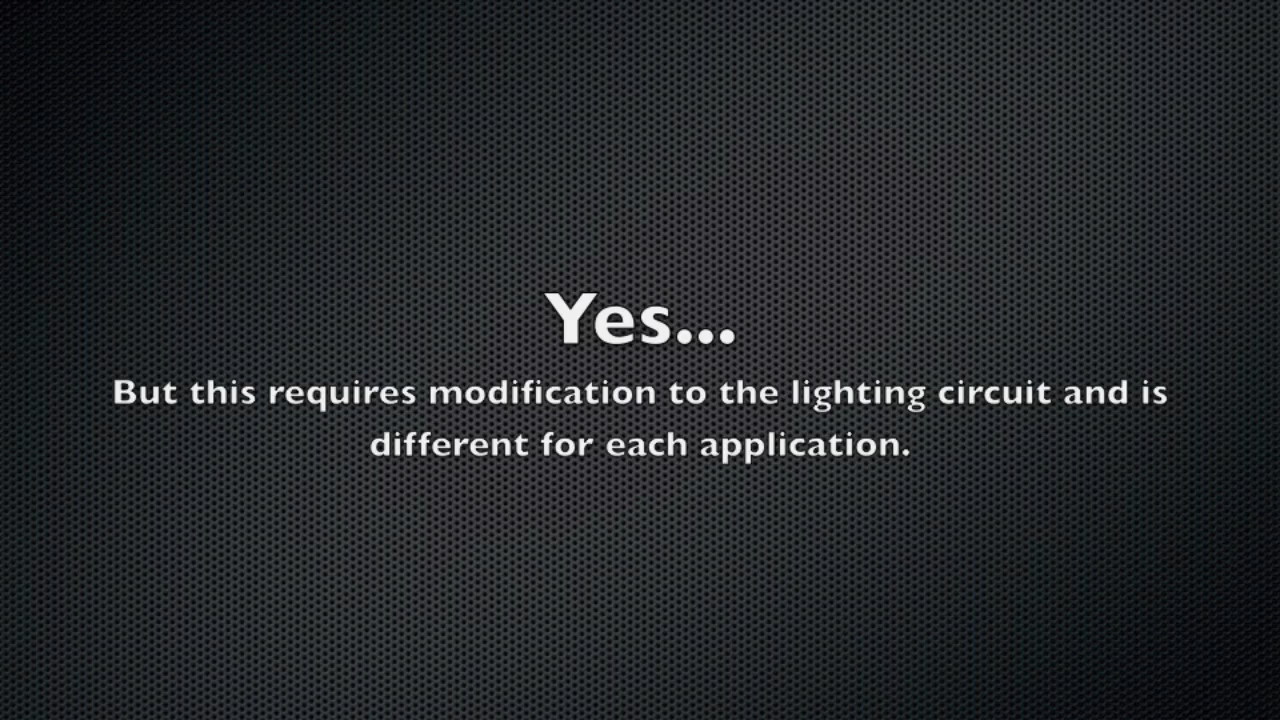 Yes...
But this requires modification to the lighting circuit and is
different for each application.